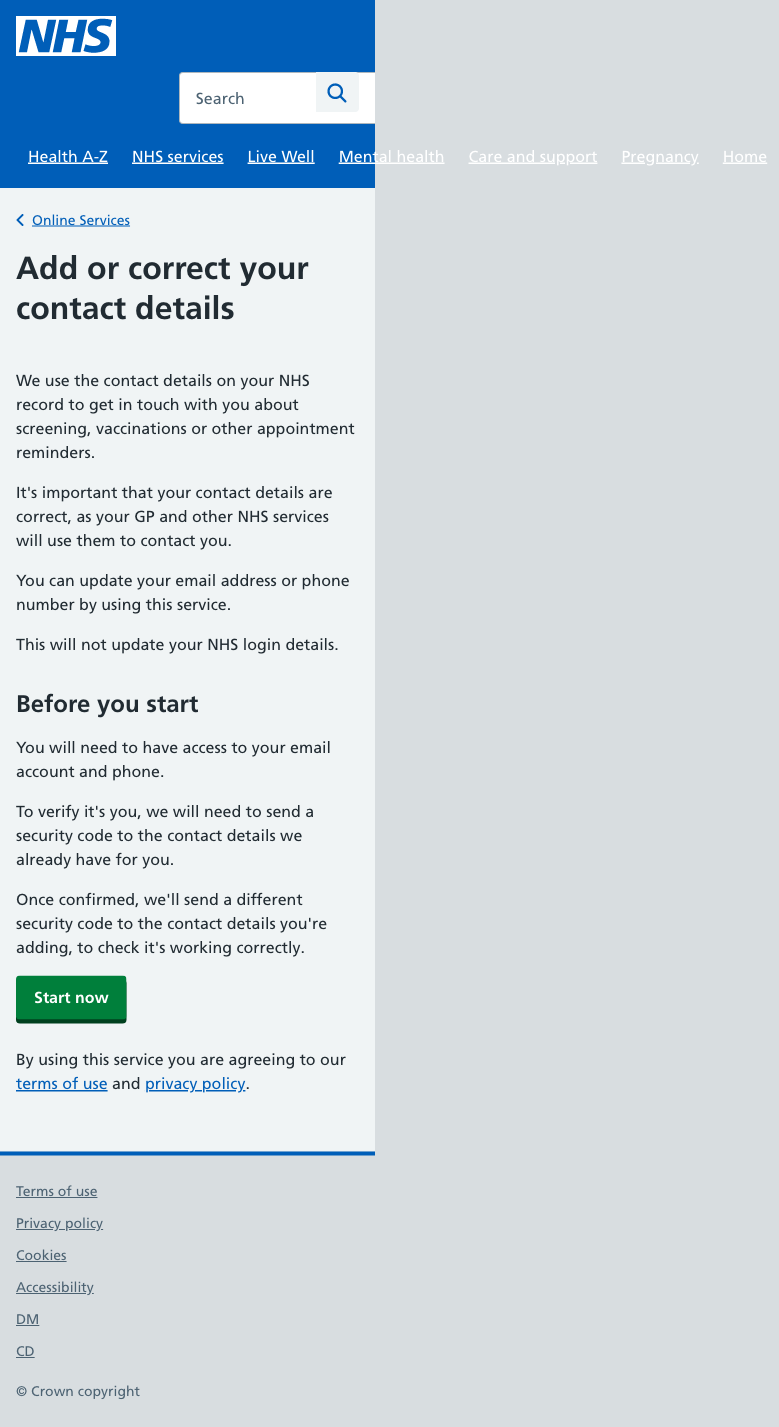 NHS
Search
Health A-Z NHS services Live Well Mental health Care and support Pregnancy Home
Online Services
Add or correct your
contact details
We use the contact details on your NHS
record to get in touch with you about
screening, vaccinations or other appointment
reminders.
It's important that your contact details are
correct, as your GP and other NHS services
will use them to contact you.
You can update your email address or phone
number by using this service.
This will not update your NHS login details.
Before you start
You will need to have access to your email
account and phone.
To verify it's you, we will need to send a
security code to the contact details we
already have for you.
Once confirmed, we'll send a different
security code to the contact details you're
adding, to check it's working correctly.
Start now
By using this service you are agreeing to our
terms of use and privacy policy.
Terms of use
Privacy policy
Cookies
Accessibility
DM
CD
© Crown copyright